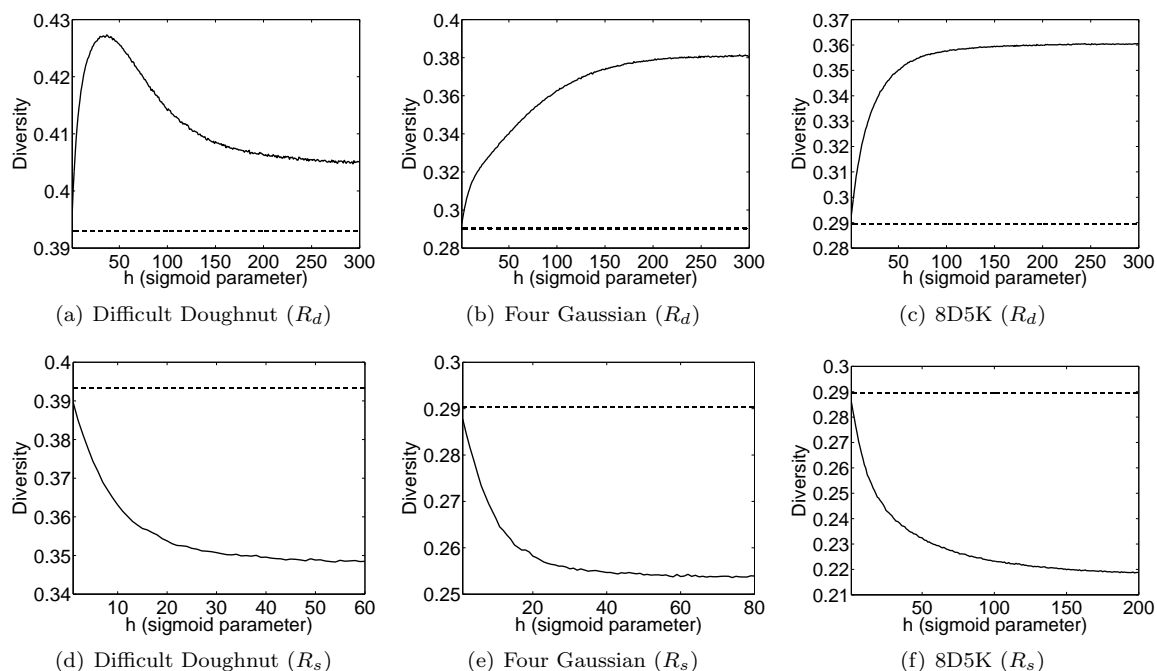 0.43
0.42
0.41
0.4
0.39
Diversity
50 100 150 200 250 300
h (sigmoid parameter)
(a) Difficult Doughnut (R_d)
0.4
0.38
0.36
0.34
0.32
0.3
0.28
Diversity
50 100 150 200 250 300
h (sigmoid parameter)
(b) Four Gaussian (R_d)
0.37
0.36
0.35
0.34
0.33
0.32
0.31
0.3
0.29
0.28
Diversity
50 100 150 200 250 300
h (sigmoid parameter)
(c) 8D5K (R_d)
0.4
0.39
0.38
0.37
0.36
0.35
0.34
Diversity
10 20 30 40 50 60
h (sigmoid parameter)
(d) Difficult Doughnut (R_s)
0.3
0.29
0.28
0.27
0.26
0.25
Diversity
20 40 60 80
h (sigmoid parameter)
(e) Four Gaussian (R_s)
0.3
0.29
0.28
0.27
0.26
0.25
0.24
0.23
0.22
0.21
Diversity
50 100 150 200
h (sigmoid parameter)
(f) 8D5K (R_s)